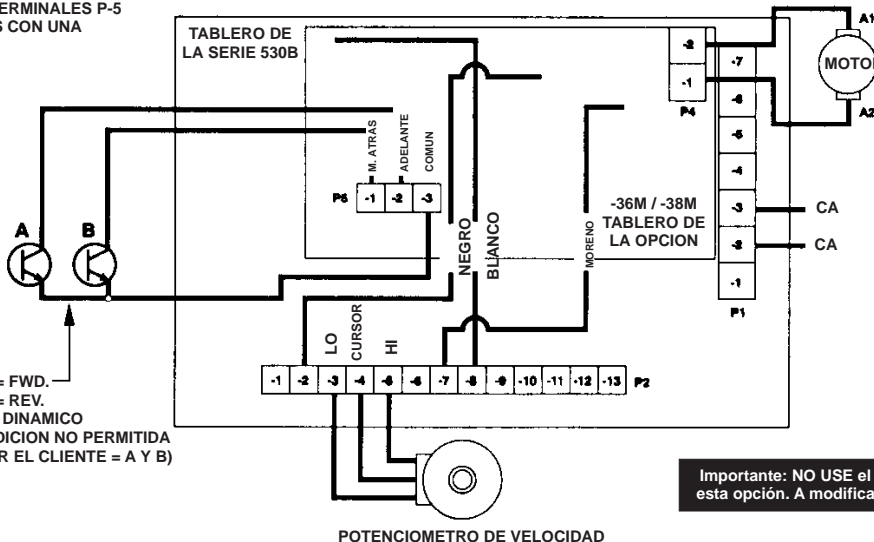 TERMINALES P-5
CON UNA
TABLERO DE
LA SERIE 530B
-2
-1
P4
-7
-6
-5
-4
-3
-2
-1
P1
A1
A2
CA
CA
M. ATRAS
ADELANTE
COMUN
P5
-1
-2
-3
-36M / -38M
TABLERO DE
LA OPCION
A
B
NEGRO
BLANCO
MORENO
LO
CURSOR
HI
-1
-2
-3
-4
-5
-6
-7
-8
-9
-10
-11
-12
-13
P2
= FWD.
= REV.
DINAMICO
NO PERMITIDA
EL CLIENTE = A Y B)
Importante: NO USE el
esta opción. A
POTENCIOMETRO DE VELOCIDAD